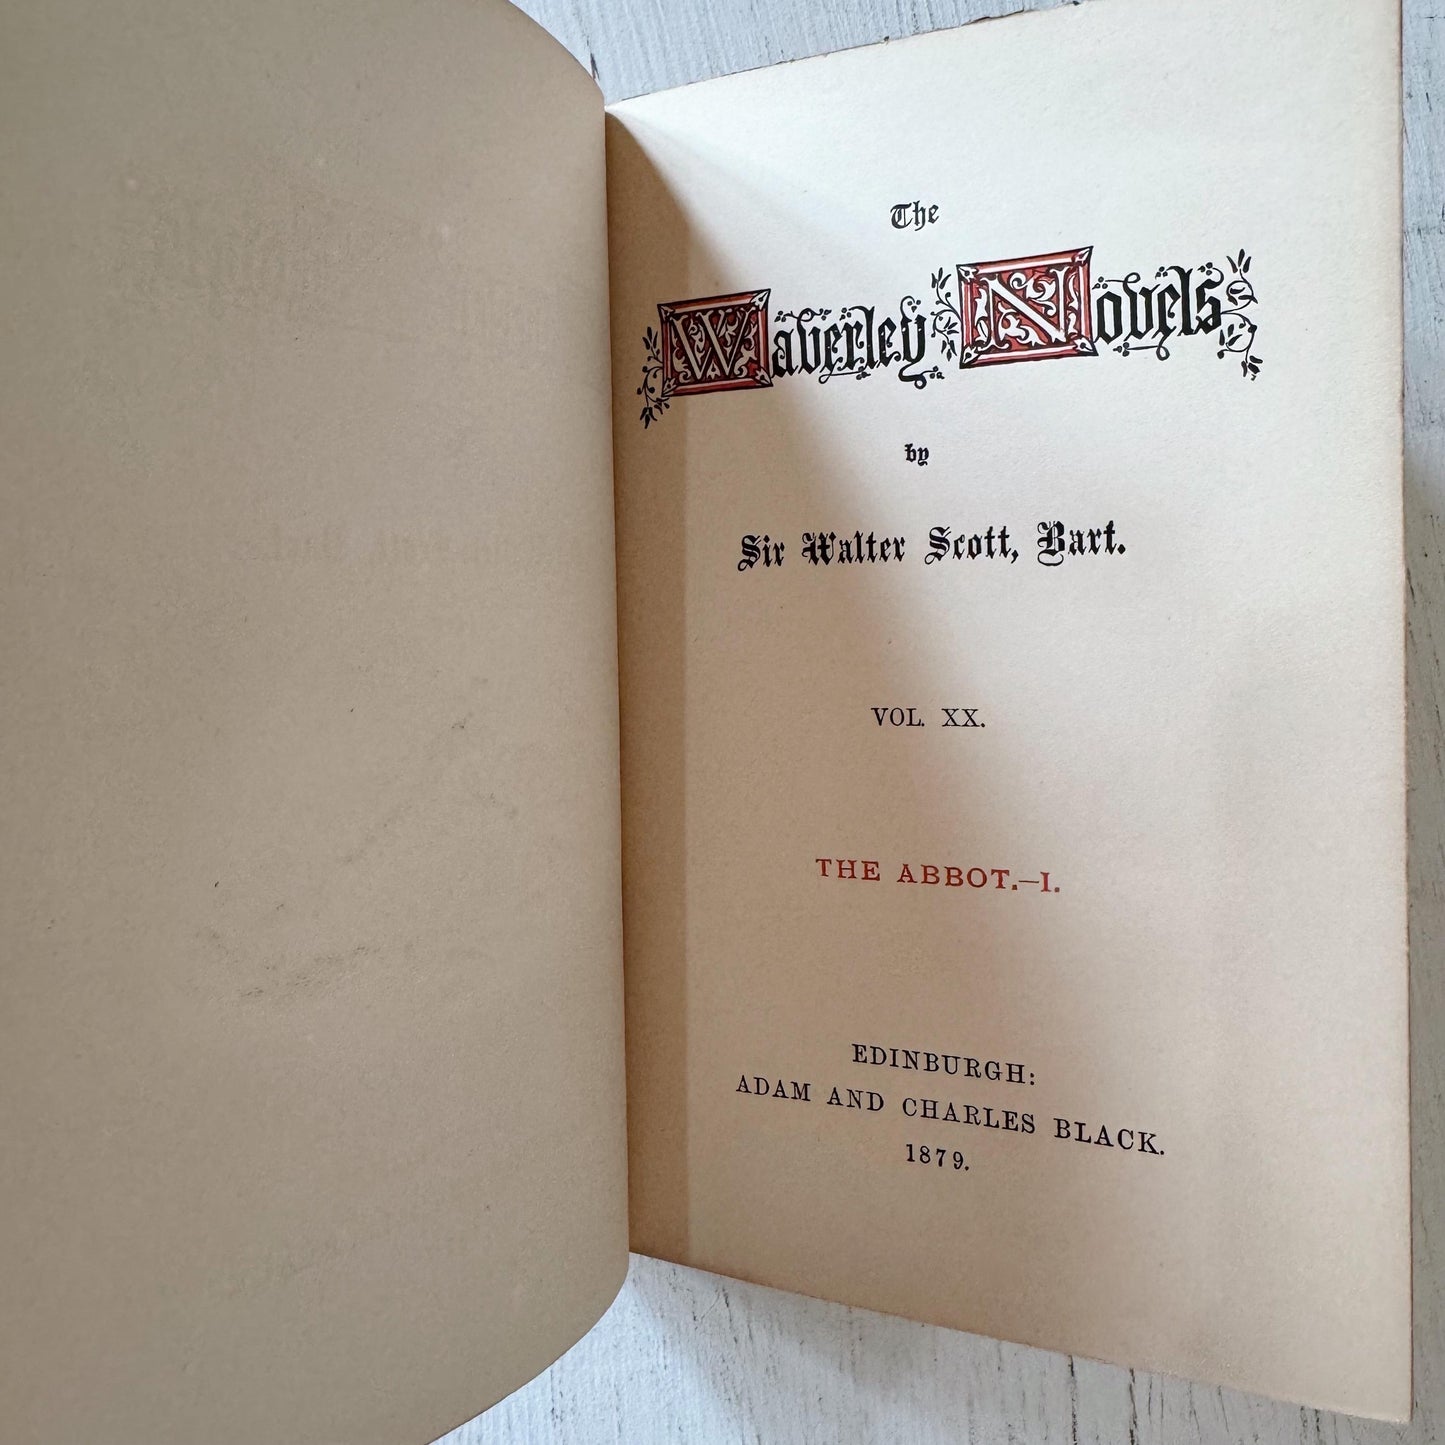 The
Waverley Novels
by
Sir Walter Scott, Bart.
VOL. XX.
THE ABBOT.—I.
EDINBURGH:
ADAM AND CHARLES BLACK.
1879.